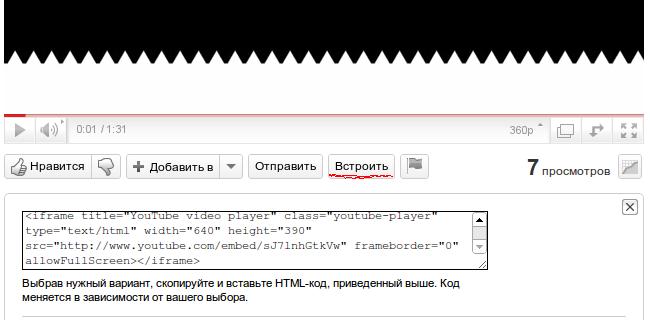 0:01 / 1:31
360p
Нравится
Добавить в
Отправить
Встроить
7 просмотров
<iframe title="YouTube video player" class="youtube-player"
type="text/html" width="640" height="390"
src="http://www.youtube.com/embed/sJ7lnhGtkVw" frameborder="0"
allowFullScreen></iframe>
Выбрав нужный вариант, скопируйте и вставьте HTML-код, приведенный выше. Код
меняется в зависимости от вашего выбора.